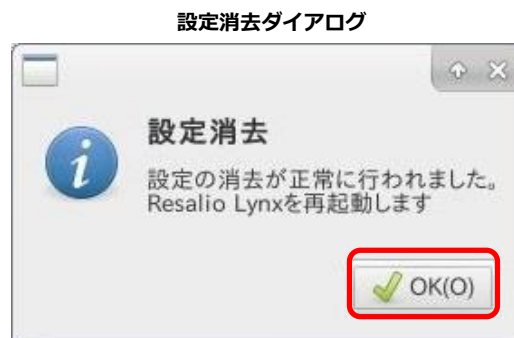 設定消去ダイアログ
設定消去
設定の消去が正常に行われました。
Resalio Lynxを再起動します
OK(O)